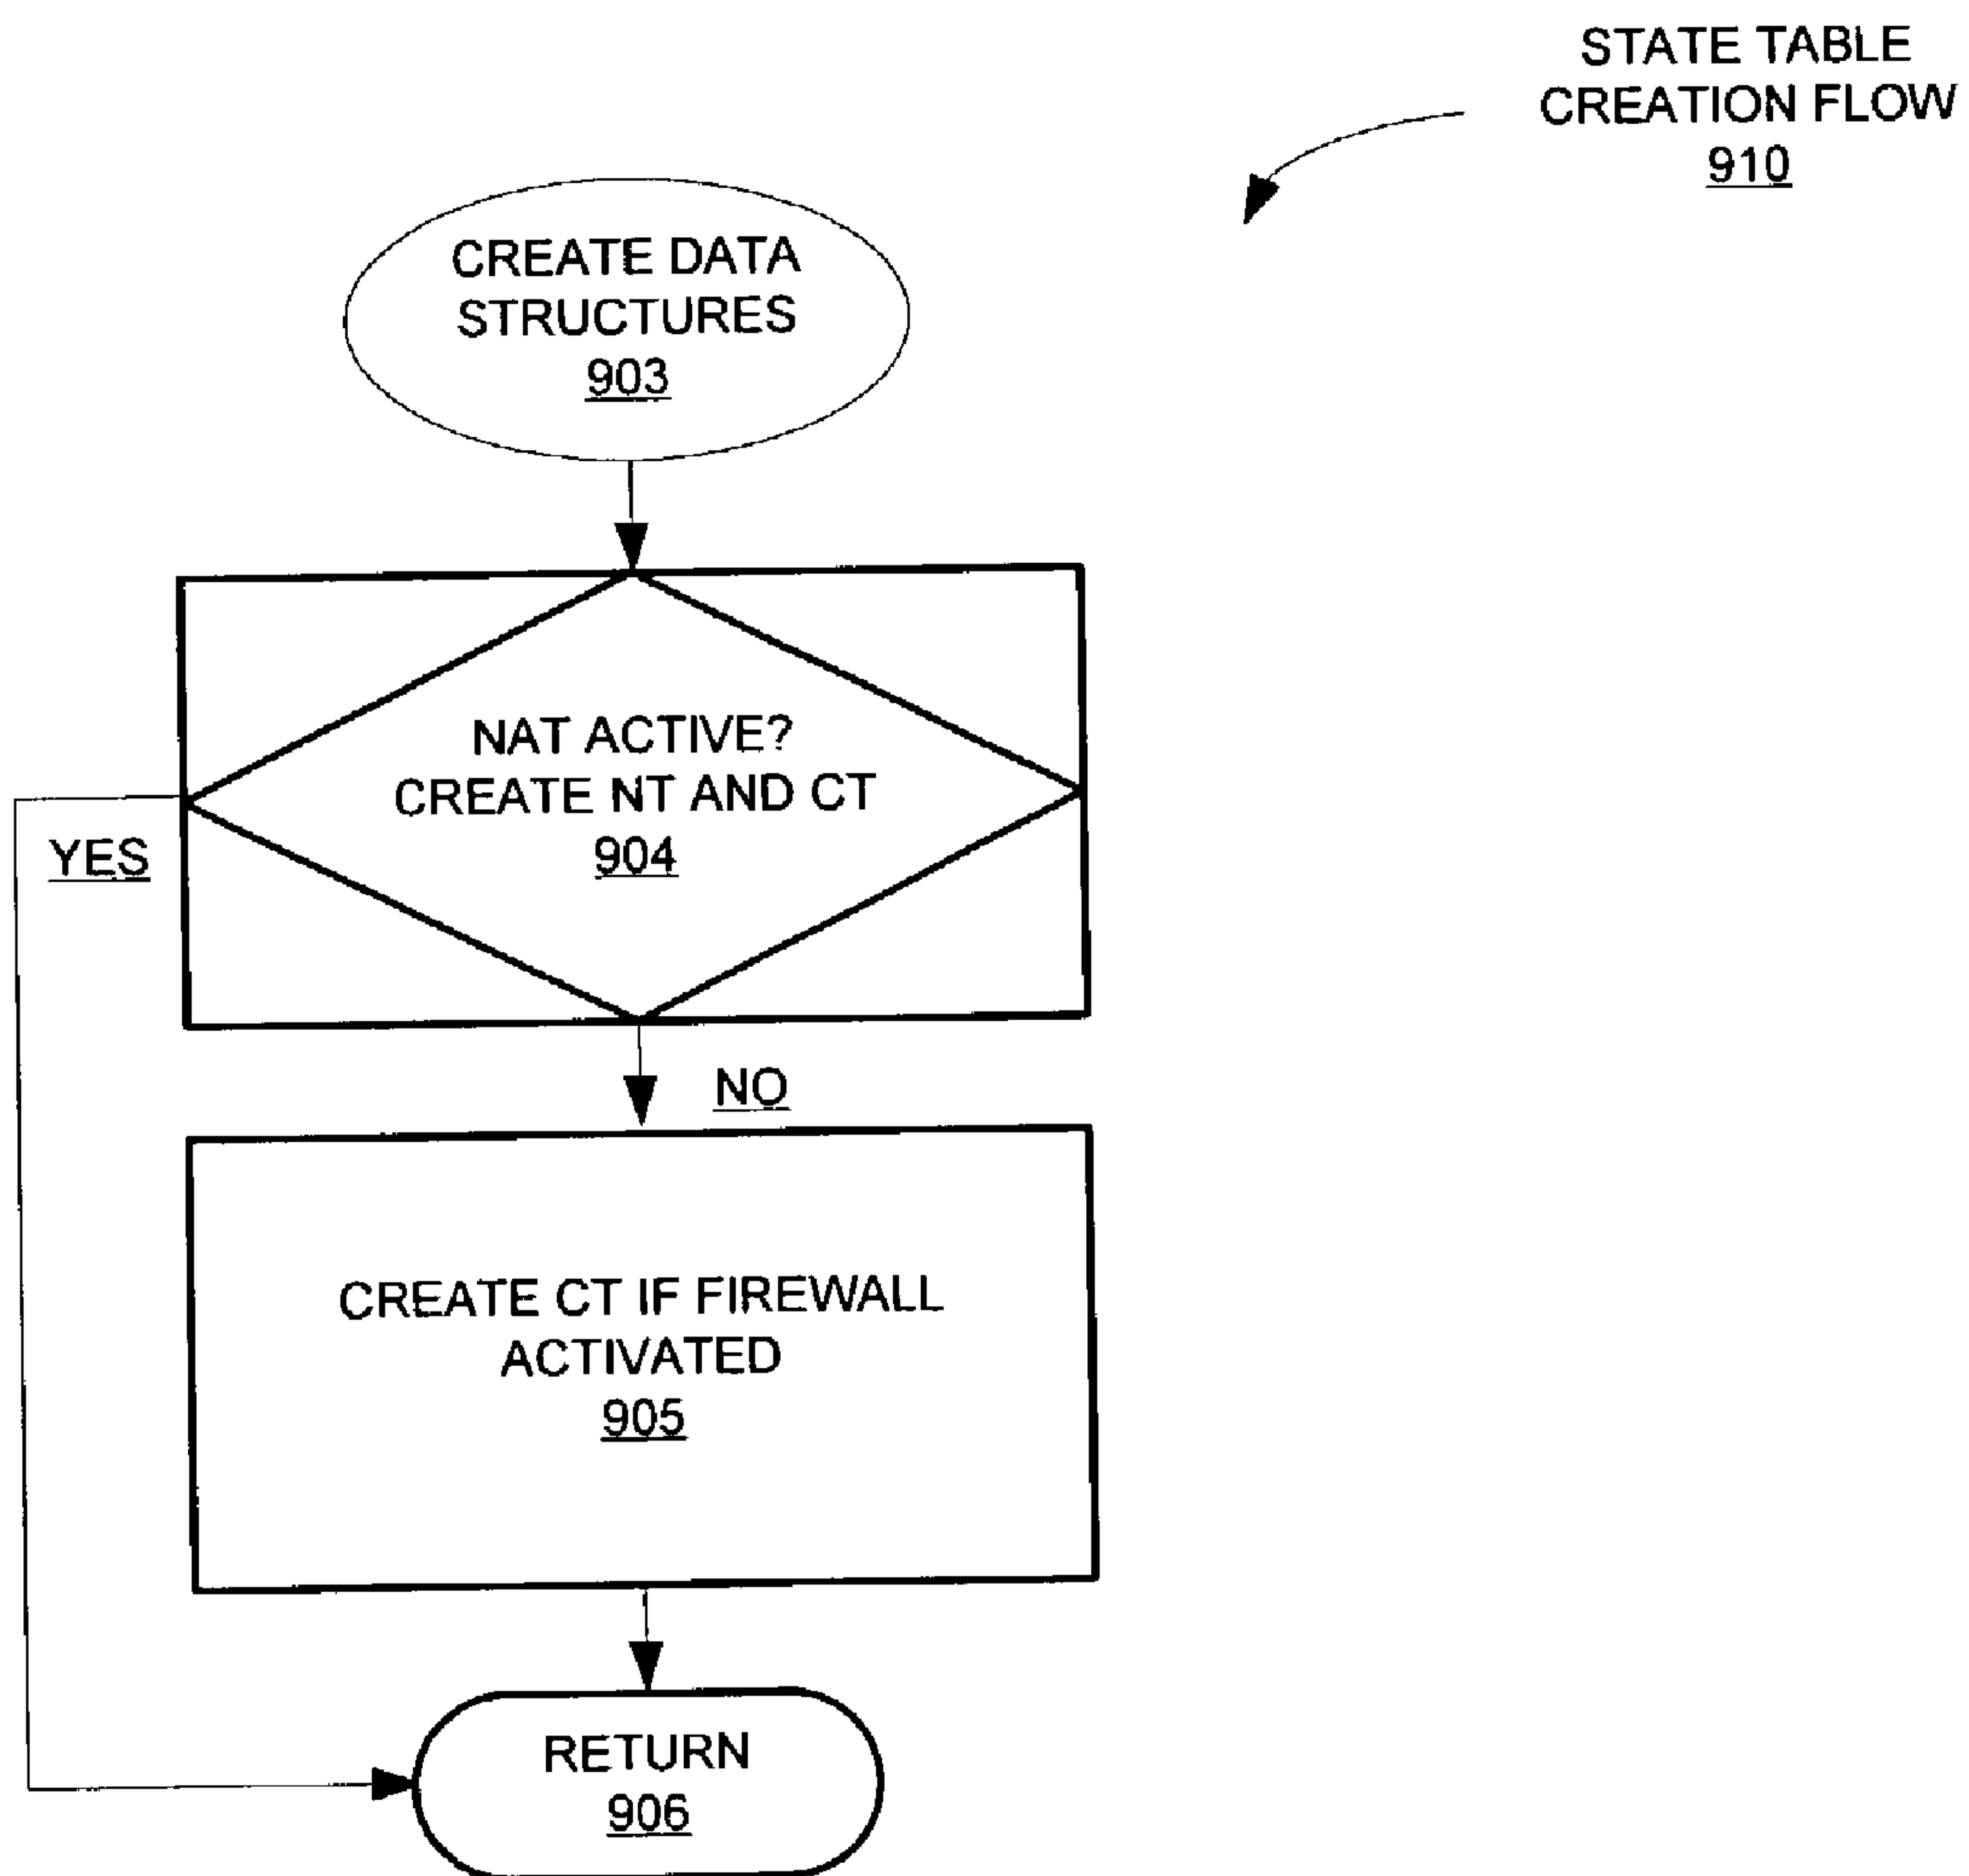 STATE TABLE
CREATION FLOW
910
CREATE DATA
STRUCTURES
903
NAT ACTIVE?
CREATE NT AND CT
904
YES
NO
CREATE CT IF FIREWALL
ACTIVATED
905
RETURN
906